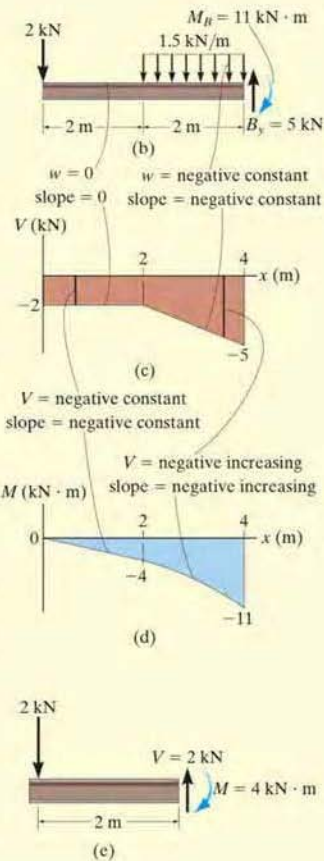 M_B = 11 kN · m
2 kN
1.5 kN/m
2 m
2 m
B_y = 5 kN
(b)
w = 0
slope = 0
w = negative constant
slope = negative constant
V (kN)
2
4
x (m)
−2
−5
(c)
V = negative constant
slope = negative constant
V = negative increasing
slope = negative increasing
M (kN · m)
2
4
0
x (m)
−4
−11
(d)
2 kN
V = 2 kN
M = 4 kN · m
2 m
(e)